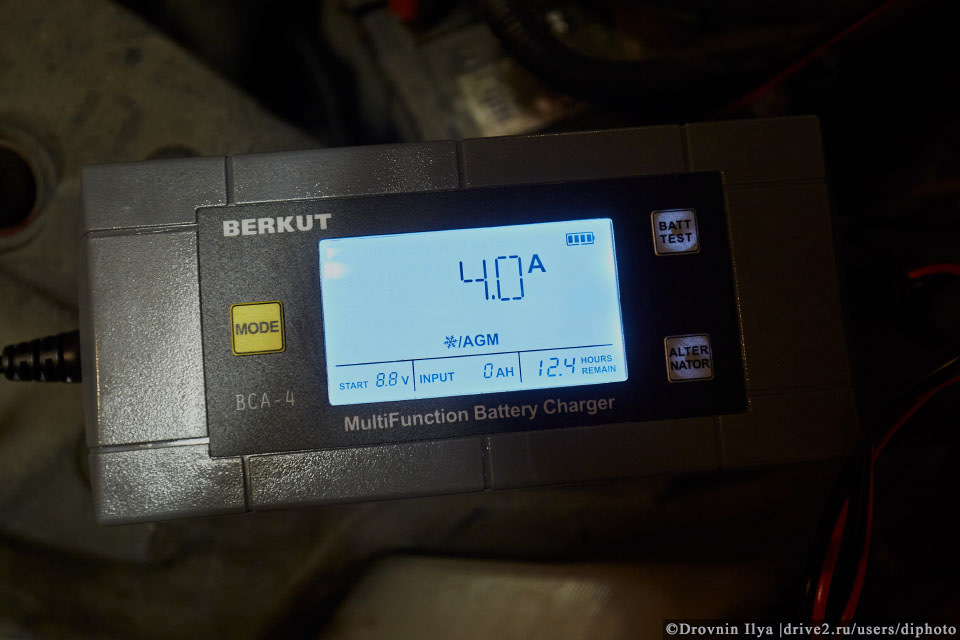 BERKUT
BATT
TEST
4.0 A
MODE
❄/AGM
ALTER
NATOR
START 8.8 V
INPUT 0 AH
12.4 HOURS
REMAIN
BCA-4
MultiFunction Battery Charger
©Drovnin Ilya |drive2.ru/users/diphoto